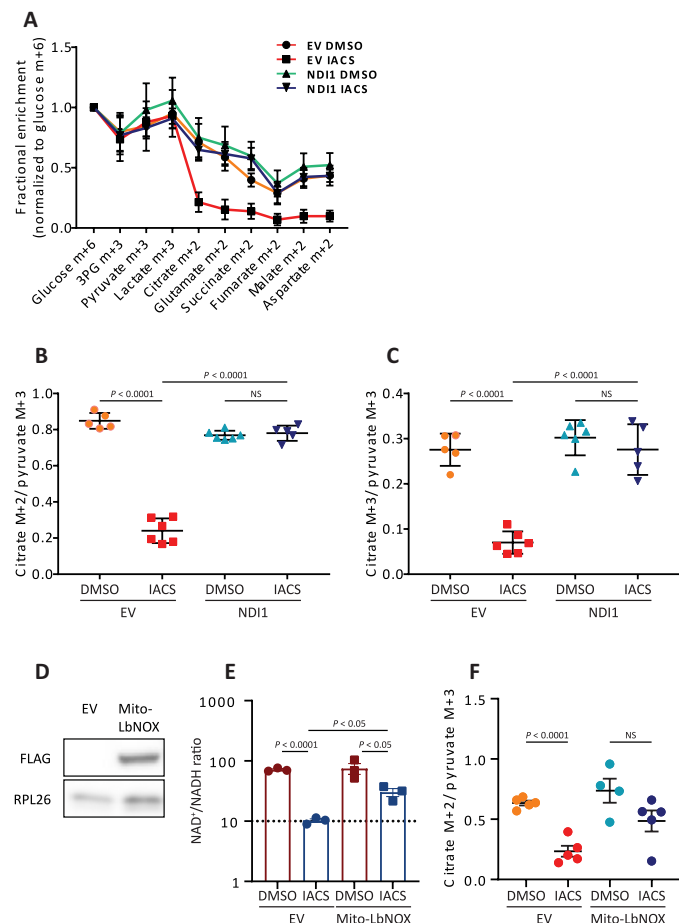 A
EV DMSO
EV IACS
NDI1 DMSO
NDI1 IACS
Fractional enrichment
(normalized to glucose m+6)
1.5
1.0
0.5
0.0
Glucose m+6
3PG m+3
Pyruvate m+3
Lactate m+3
Citrate m+2
Glutamate m+2
Succinate m+2
Fumarate m+2
Malate m+2
Aspartate m+2
B
Citrate M+2/pyruvate M+3
1.0
0.8
0.6
0.4
0.2
0.0
P < 0.0001
P < 0.0001
NS
DMSO IACS DMSO IACS
EV NDI1
C
Citrate M+3/pyruvate M+3
0.4
0.3
0.2
0.1
0.0
P < 0.0001
P < 0.0001
NS
DMSO IACS DMSO IACS
EV NDI1
D
EV Mito-
LbNOX
FLAG
RPL26
E
NAD⁺/NADH ratio
1000
100
10
1
P < 0.05
P < 0.0001 P < 0.05
DMSO IACS DMSO IACS
EV Mito-LbNOX
F
Citrate M+2/pyruvate M+3
1.5
1.0
0.5
0.0
P < 0.0001 NS
DMSO IACS DMSO IACS
EV Mito-LbNOX